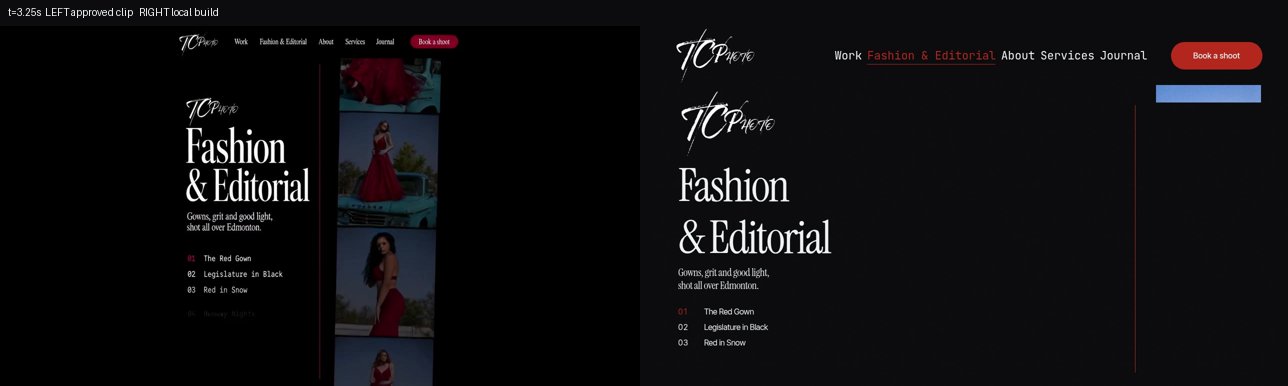 t=3.25s LEFT approved clip RIGHT local build
TCPHOTO
Work Fashion & Editorial About Services Journal Book a shoot
TCPHOTO
Fashion
& Editorial
Gowns, grit and good light,
shot all over Edmonton.
01 The Red Gown
02 Legislature in Black
03 Red in Snow
TCPHOTO
Work Fashion & Editorial About Services Journal Book a shoot
TCPHOTO
Fashion
& Editorial
Gowns, grit and good light,
shot all over Edmonton.
01 The Red Gown
02 Legislature in Black
03 Red in Snow